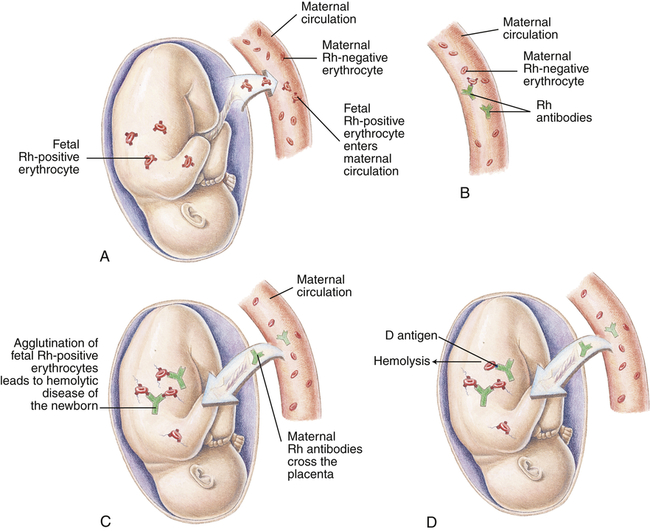 Maternal
circulation
Maternal
Rh-negative
erythrocyte
Fetal
Rh-positive
erythrocyte
enters
maternal
circulation
Fetal
Rh-positive
erythrocyte
A
Maternal
circulation
Maternal
Rh-negative
erythrocyte
Rh
antibodies
B
Maternal
circulation
Agglutination of
fetal Rh-positive
erythrocytes
leads to hemolytic
disease of
the newborn
Maternal
Rh antibodies
cross the
placenta
C
D antigen
Hemolysis
D